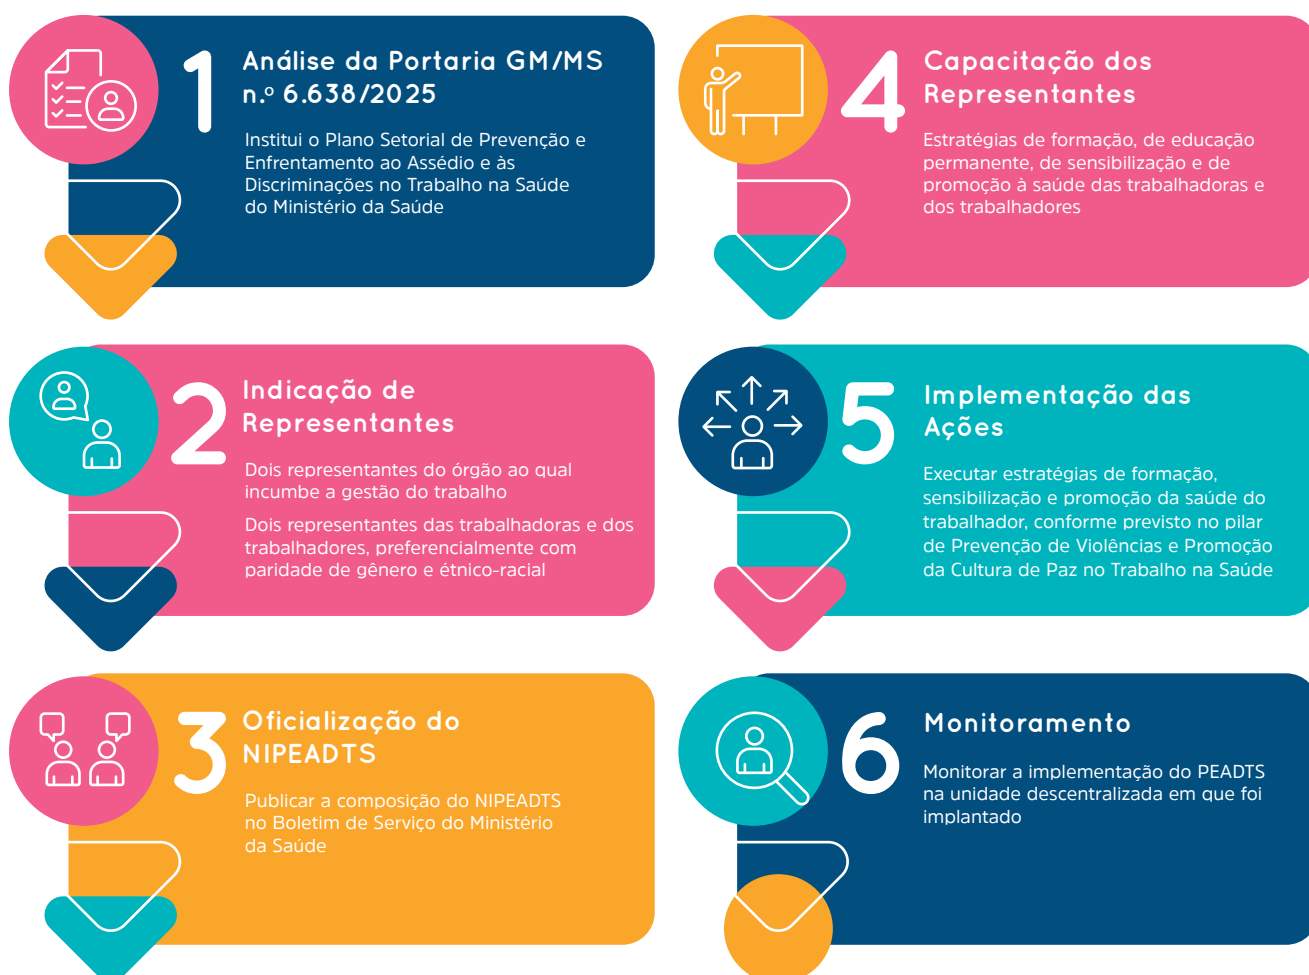 1
Análise da Portaria GM/MS
n.º 6.638/2025
Institui o Plano Setorial de Prevenção e
Enfrentamento ao Assédio e às
Discriminações no Trabalho na Saúde
do Ministério da Saúde
2
Indicação de
Representantes
Dois representantes do órgão ao qual
incumbe a gestão do trabalho
Dois representantes das trabalhadoras e dos
trabalhadores, preferencialmente com
paridade de gênero e étnico-racial
3
Oficialização do
NIPEADTS
Publicar a composição do NIPEADTS
no Boletim de Serviço do Ministério
da Saúde
4
Capacitação dos
Representantes
Estratégias de formação, de educação
permanente, de sensibilização e de
promoção à saúde das trabalhadoras e
dos trabalhadores
5
Implementação das
Ações
Executar estratégias de formação,
sensibilização e promoção da saúde do
trabalhador, conforme previsto no pilar
de Prevenção de Violências e Promoção
da Cultura de Paz no Trabalho na Saúde
6
Monitoramento
Monitorar a implementação do PEADTS
na unidade descentralizada em que foi
implantado